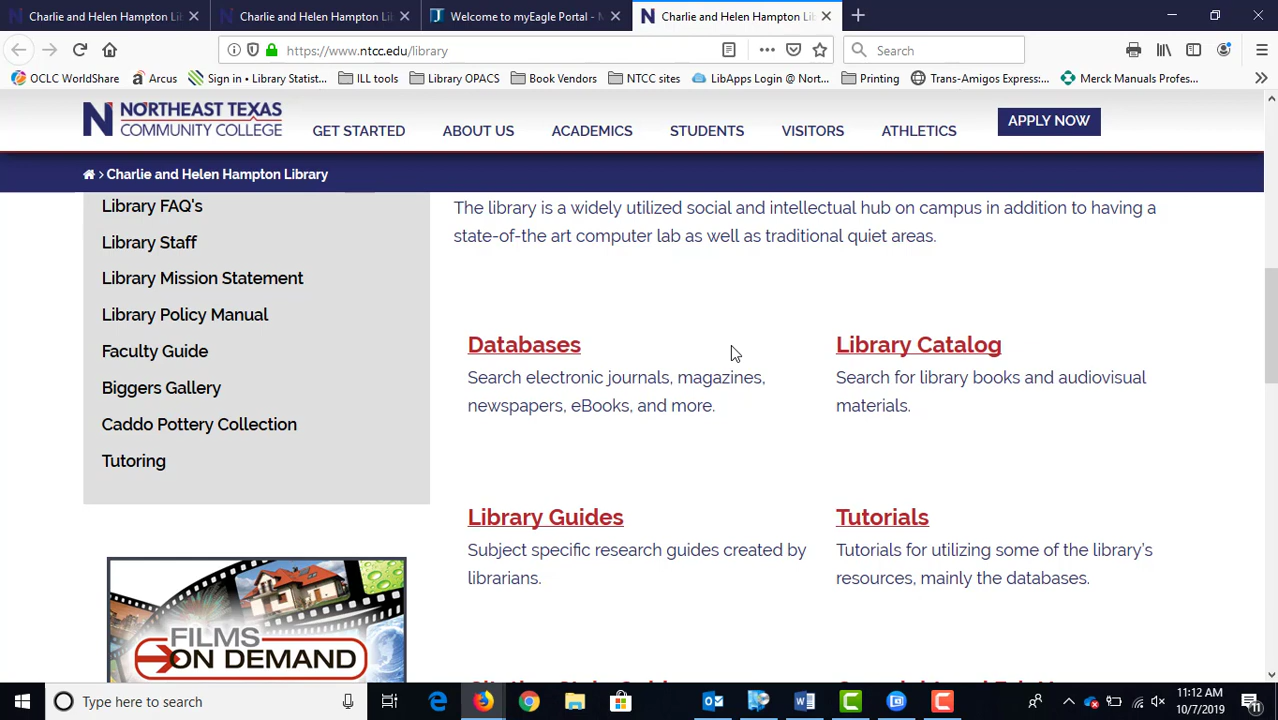 Charlie and Helen Hampton Li
Charlie and Helen Hampton Li
Welcome to myEagle Portal - 
Charlie and Helen Hampton Lib
https://www.ntcc.edu/library
Search
OCLC WorldShare
Arcus
Sign in • Library Statist...
ILL tools
Library OPACS
Book Vendors
NTCC sites
LibApps Login @ North...
Printing
Trans-Amigos Express:...
Merck Manuals Profes...
NORTHEAST TEXAS
COMMUNITY COLLEGE
GET STARTED
ABOUT US
ACADEMICS
STUDENTS
VISITORS
ATHLETICS
APPLY NOW
Charlie and Helen Hampton Library
Library FAQ's
Library Staff
Library Mission Statement
Library Policy Manual
Faculty Guide
Biggers Gallery
Caddo Pottery Collection
Tutoring
The library is a widely utilized social and intellectual hub on campus in addition to having a
state-of-the art computer lab as well as traditional quiet areas.
Databases
Search electronic journals, magazines,
newspapers, eBooks, and more.
Library Catalog
Search for library books and audiovisual
materials.
Library Guides
Subject specific research guides created by
librarians.
Tutorials
Tutorials for utilizing some of the library's
resources, mainly the databases.
FILMS
ON DEMAND
Type here to search
11:12 AM
10/7/2019
11